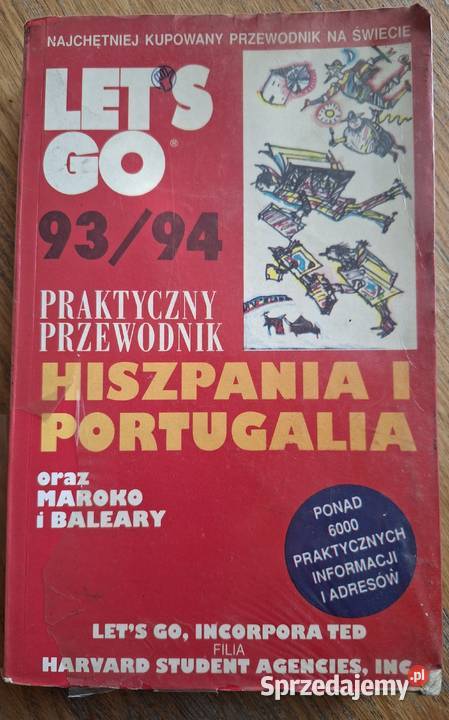 NAJCHĘTNIEJ KUPOWANY PRZEWODNIK NA ŚWIECIE
LET'S
GO®
93/94
PRAKTYCZNY
PRZEWODNIK
HISZPANIA I
PORTUGALIA
oraz
MAROKO
i BALEARY
PONAD
6000
PRAKTYCZNYCH
INFORMACJI
I ADRESÓW
LET'S GO, INCORPORA TED
FILIA
HARVARD STUDENT AGENCIES, INC
Sprzedajemy.pl